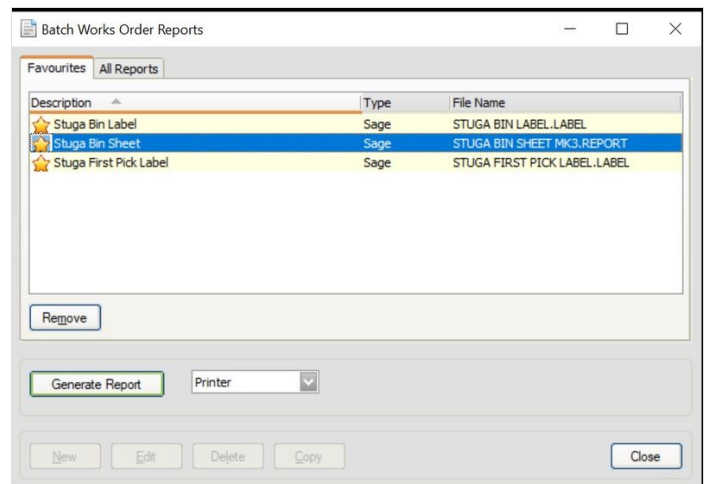 Batch Works Order Reports
Favourites All Reports
Description Type File Name
Stuga Bin Label Sage STUGA BIN LABEL.LABEL
Stuga Bin Sheet Sage STUGA BIN SHEET MK3.REPORT
Stuga First Pick Label Sage STUGA FIRST PICK LABEL.LABEL
Remove
Generate Report Printer
New Edit Delete Copy Close